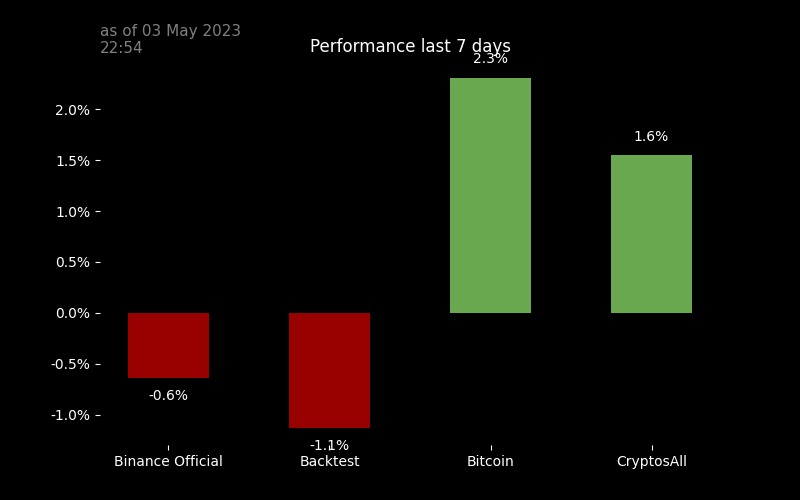 as of 03 May 2023
22:54
Performance last 7 days
2.3%
2.0%
1.6%
1.5%
1.0%
0.5%
0.0%
-0.5%
-0.6%
-1.0%
-1.1%
Binance Official
Backtest
Bitcoin
CryptosAll